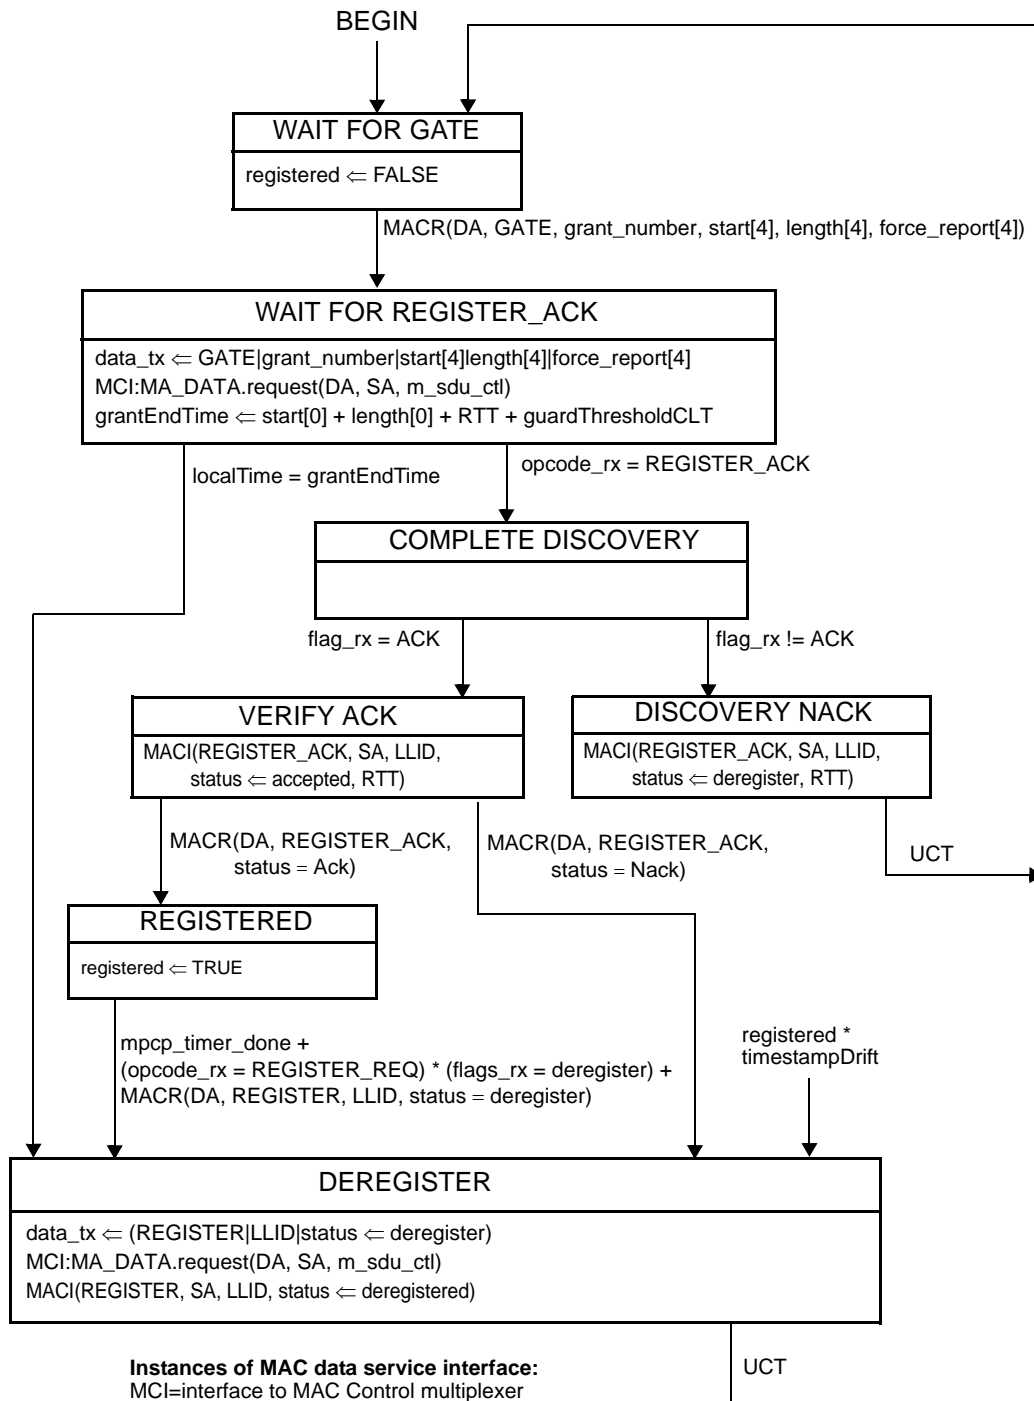 BEGIN
WAIT FOR GATE
registered ⇐ FALSE
MACR(DA, GATE, grant_number, start[4], length[4], force_report[4])
WAIT FOR REGISTER_ACK
data_tx ⇐ GATE|grant_number|start[4]length[4]|force_report[4]
MCI:MA_DATA.request(DA, SA, m_sdu_ctl)
grantEndTime ⇐ start[0] + length[0] + RTT + guardThresholdCLT
localTime = grantEndTime
opcode_rx = REGISTER_ACK
COMPLETE DISCOVERY
flag_rx = ACK
flag_rx != ACK
VERIFY ACK
MACI(REGISTER_ACK, SA, LLID,
status ⇐ accepted, RTT)
DISCOVERY NACK
MACI(REGISTER_ACK, SA, LLID,
status ⇐ deregister, RTT)
MACR(DA, REGISTER_ACK,
status = Ack)
MACR(DA, REGISTER_ACK,
status = Nack)
UCT
REGISTERED
registered ⇐ TRUE
mpcp_timer_done +
(opcode_rx = REGISTER_REQ) * (flags_rx = deregister) +
MACR(DA, REGISTER, LLID, status = deregister)
registered *
timestampDrift
DEREGISTER
data_tx ⇐ (REGISTER|LLID|status ⇐ deregister)
MCI:MA_DATA.request(DA, SA, m_sdu_ctl)
MACI(REGISTER, SA, LLID, status ⇐ deregistered)
Instances of MAC data service interface:
MCI=interface to MAC Control multiplexer
UCT